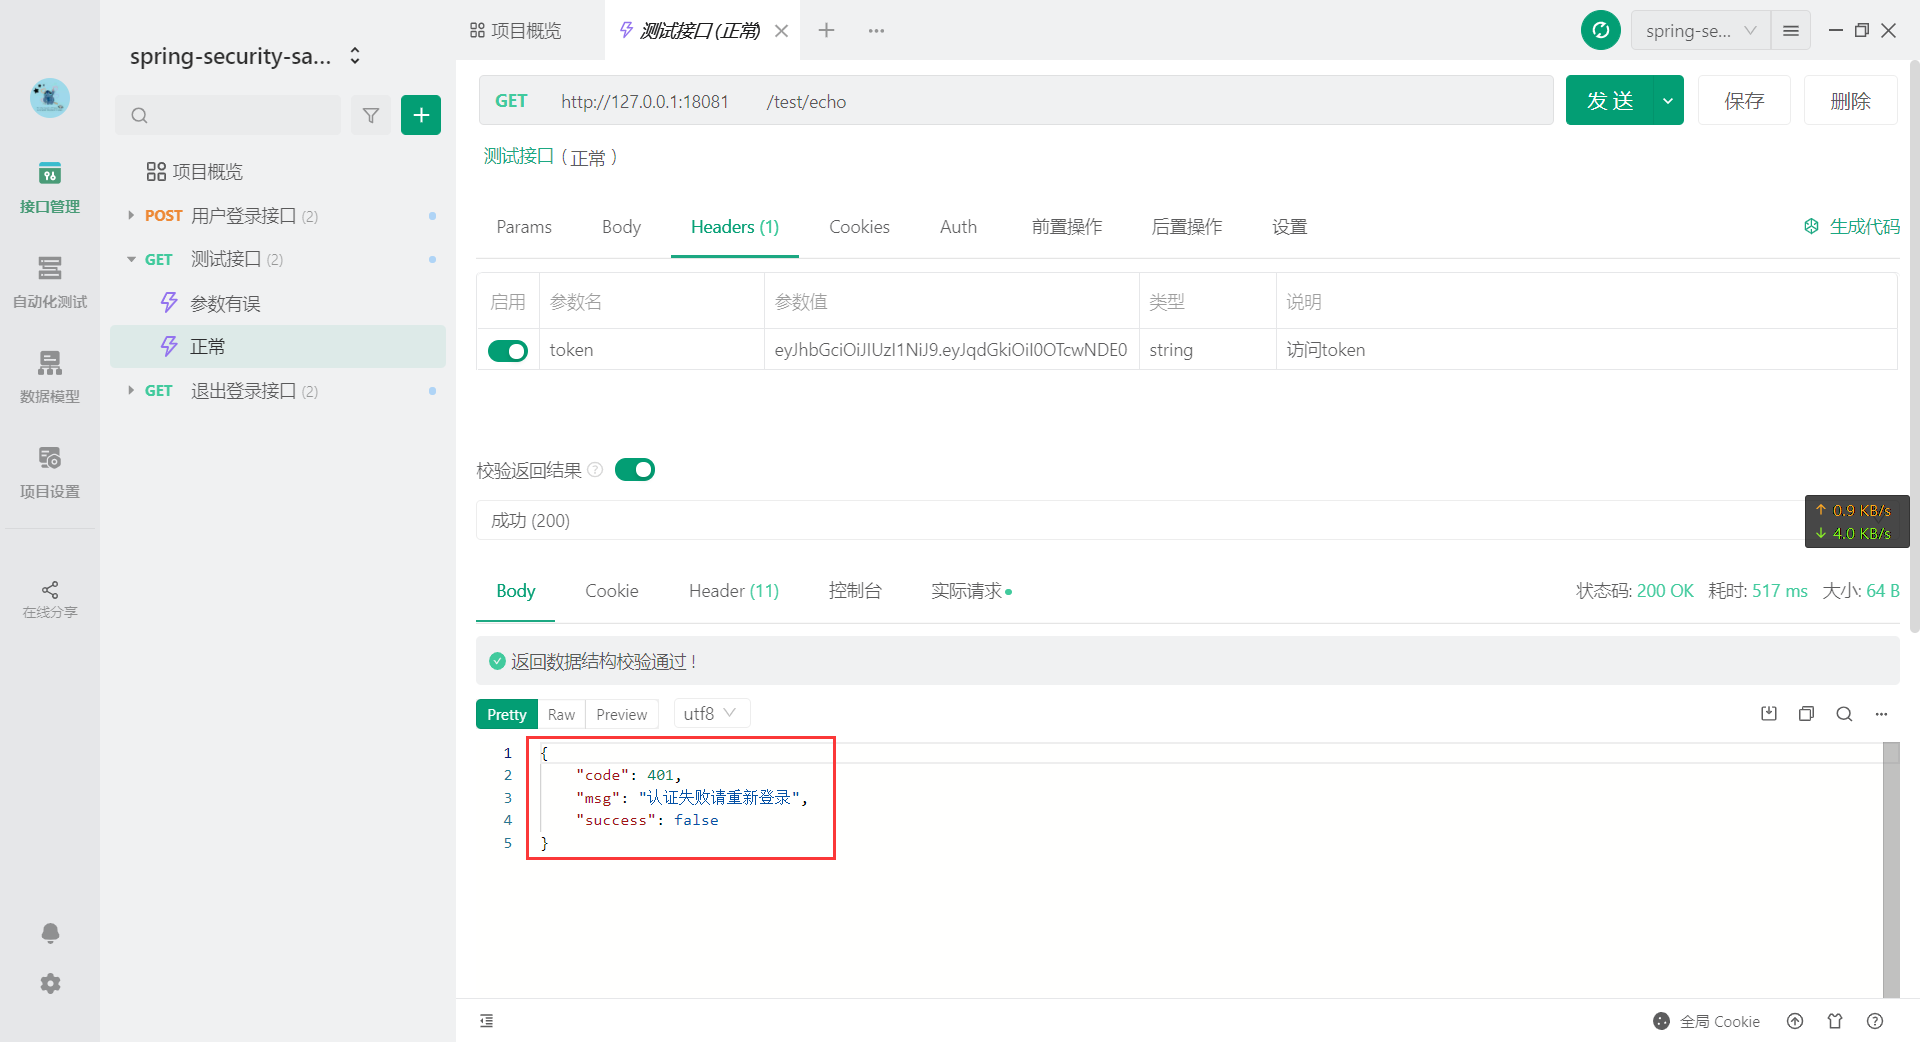 接口管理
自动化测试
数据模型
项目设置
在线分享
spring-security-sa...
项目概览
POST 用户登录接口 (2)
GET 测试接口 (2)
参数有误
正常
GET 退出登录接口 (2)
项目概览
测试接口 (正常)
spring-se...
GET http://127.0.0.1:18081 /test/echo
发 送
保存
删除
测试接口 ( 正常 )
Params Body Headers (1) Cookies Auth 前置操作 后置操作 设置
生成代码
启用 参数名 参数值 类型 说明
token eyJhbGciOiJIUzI1NiJ9.eyJqdGkiOiI0OTcwNDE0 string 访问token
校验返回结果
成功 (200)
↑ 0.9 KB/s
↓ 4.0 KB/s
Body Cookie Header (11) 控制台 实际请求
状态码: 200 OK 耗时: 517 ms 大小: 64 B
返回数据结构校验通过 !
Pretty Raw Preview utf8
1 {
2 "code": 401,
3 "msg": "认证失败请重新登录",
4 "success": false
5 }
全局 Cookie